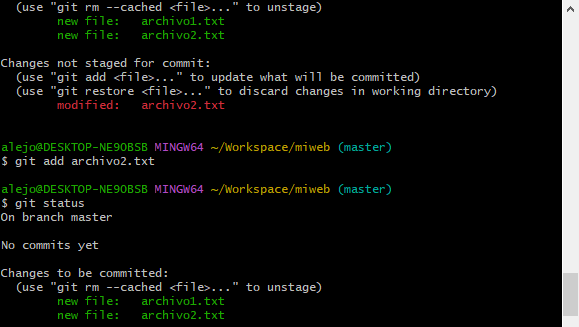 (use "git rm --cached <file>..." to unstage)
new file:   archivo1.txt
new file:   archivo2.txt
Changes not staged for commit:
(use "git add <file>..." to update what will be committed)
(use "git restore <file>..." to discard changes in working directory)
modified:   archivo2.txt
alejo@DESKTOP-NE9OBSB MINGW64 ~/Workspace/miweb (master)
$ git add archivo2.txt
alejo@DESKTOP-NE9OBSB MINGW64 ~/Workspace/miweb (master)
$ git status
On branch master
No commits yet
Changes to be committed:
(use "git rm --cached <file>..." to unstage)
new file:   archivo1.txt
new file:   archivo2.txt